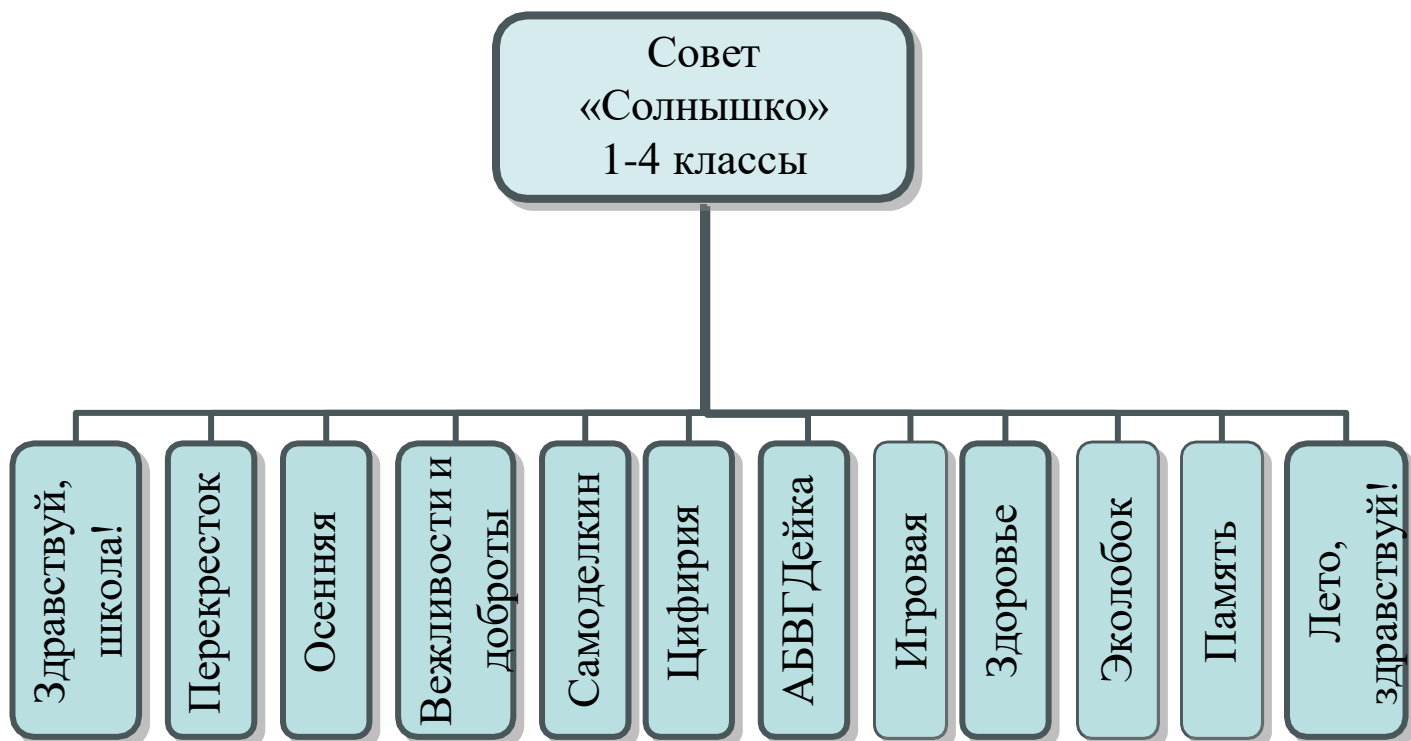 Совет
«Солнышко»
1-4 классы
Здравствуй,
школа!
Перекресток
Осенняя
Вежливости и
доброты
Самоделкин
Цифирия
АБВГДейка
Игровая
Здоровье
Эколобок
Память
Лето,
здравствуй!